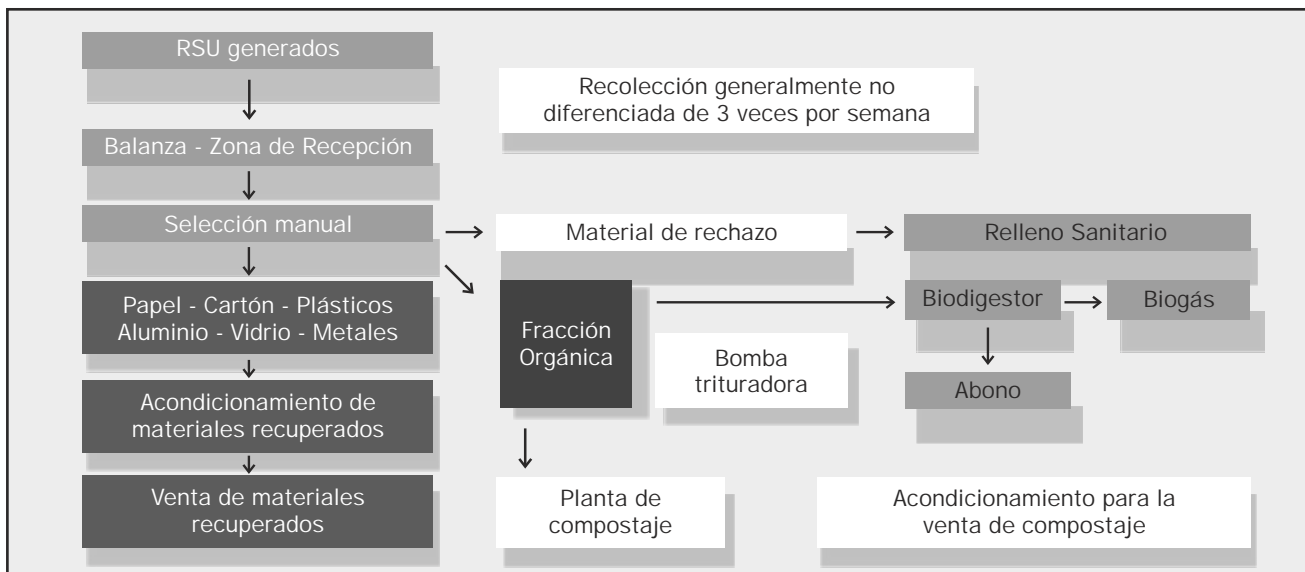 RSU generados
Recolección generalmente no
diferenciada de 3 veces por semana
Balanza - Zona de Recepción
Selección manual
Material de rechazo
Relleno Sanitario
Papel - Cartón - Plásticos
Aluminio - Vidrio - Metales
Fracción
Orgánica
Biodigestor
Biogás
Bomba
trituradora
Abono
Acondicionamiento de
materiales recuperados
Venta de materiales
recuperados
Planta de
compostaje
Acondicionamiento para la
venta de compostaje